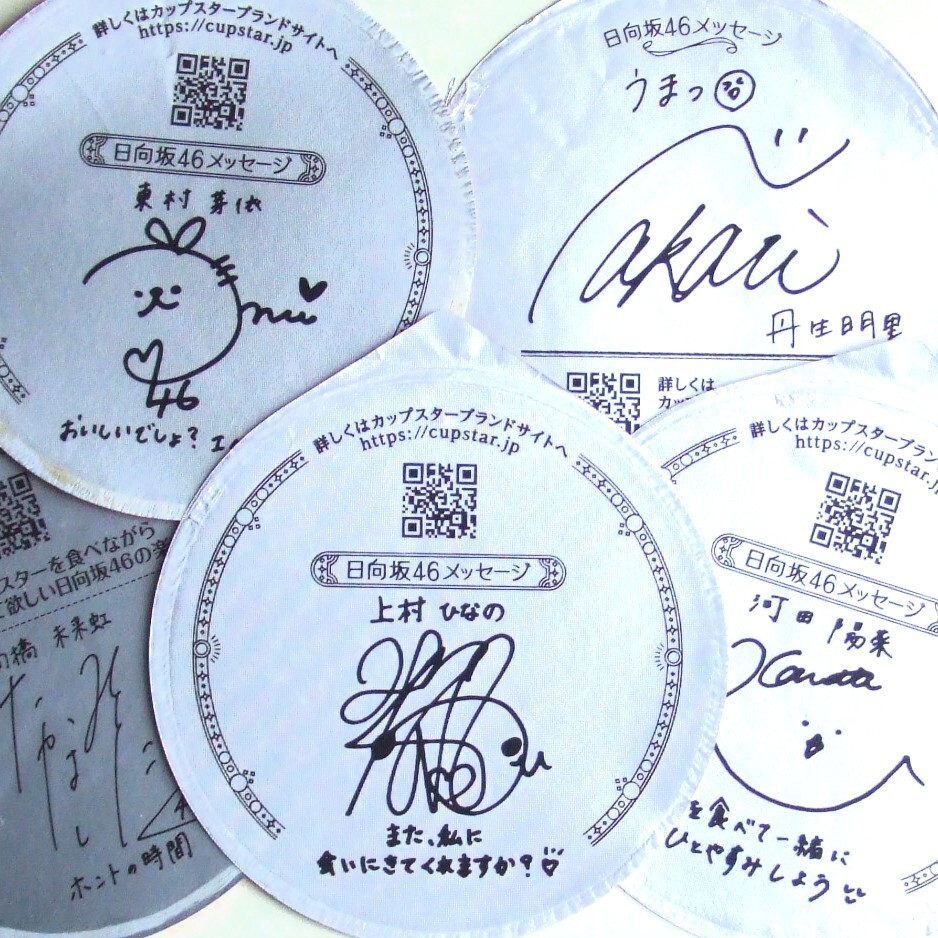 詳しくはカップスターブランドサイトへ
https://cupstar.jp
日向坂46メッセージ
東村 芽依
mei
46
おいしいでしょ?
日向坂46メッセージ
うまっ
akari
丹生明里
詳しくは
詳しくはカップスターブランドサイトへ
https://cupstar.jp
日向坂46メッセージ
上村 ひなの
また、私に
会いにきてくれますか?
詳しくはカップスターブラン
https://cupstar.jp
日向坂46メッセージ
河田 陽菜
を食べて一緒に
ひとやすみしよう
スターを食べながら
欲しい日向坂46の楽
橋 未来虹
ホントの時間